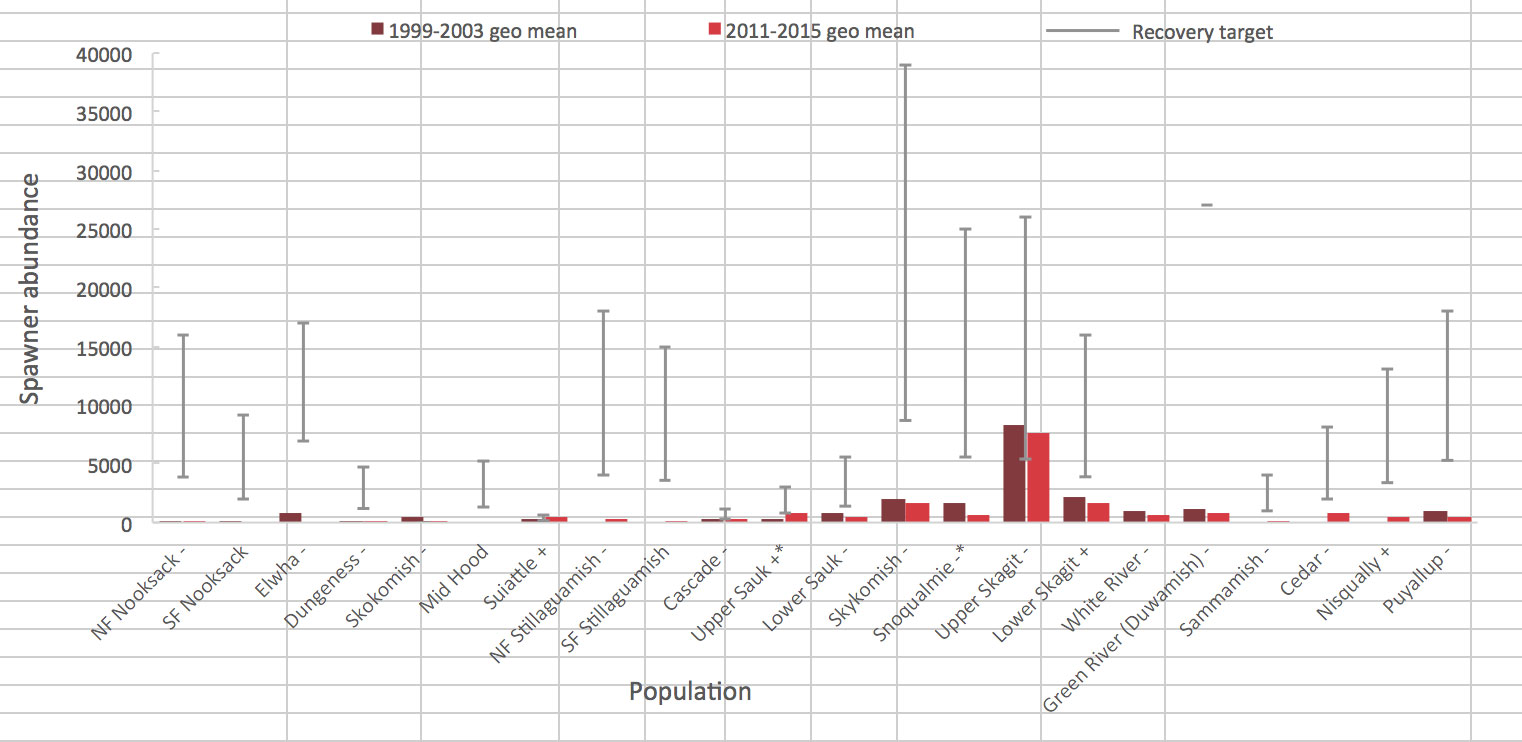 1999-2003 geo mean 2011-2015 geo mean Recovery target
40000
35000
30000
25000
20000
15000
10000
5000
0
Spawner abundance
NF Nooksack -
SF Nooksack
Elwha -
Dungeness -
Skokomish -
Mid Hood
Suiattle +
NF Stillaguamish -
SF Stillaguamish
Cascade -
Upper Sauk +*
Lower Sauk -
Skykomish -
Snoqualmie -*
Upper Skagit -
Lower Skagit +
White River -
Green River (Duwamish) -
Sammamish -
Cedar -
Nisqually +
Puyallup -
Population